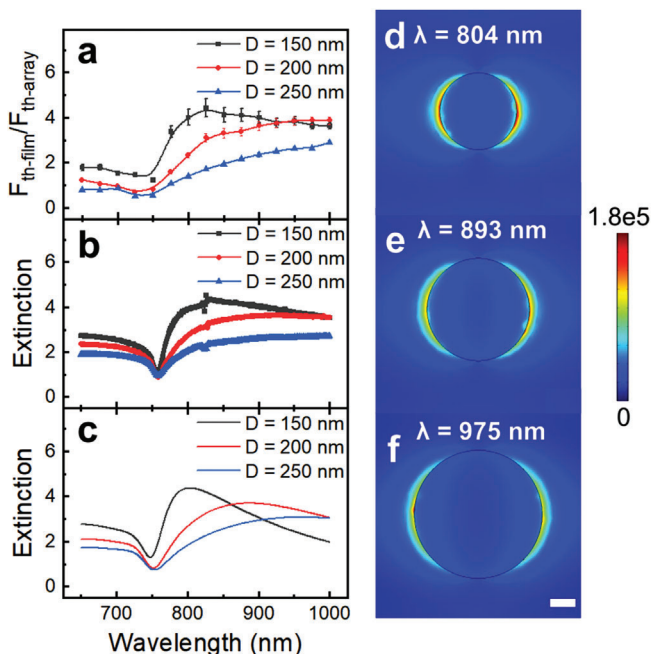 a
D = 150 nm
D = 200 nm
D = 250 nm
F th-film/F th-array
6
4
2
0
b
D = 150 nm
D = 200 nm
D = 250 nm
Extinction
6
4
2
0
c
D = 150 nm
D = 200 nm
D = 250 nm
Extinction
6
4
2
0
700 800 900 1000
Wavelength (nm)
d λ = 804 nm
e λ = 893 nm
f λ = 975 nm
1.8e5
0